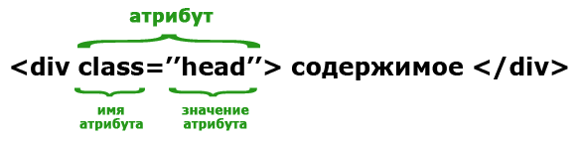 атрибут
<div class=”head”> содержимое </div>
имя атрибута
значение атрибута